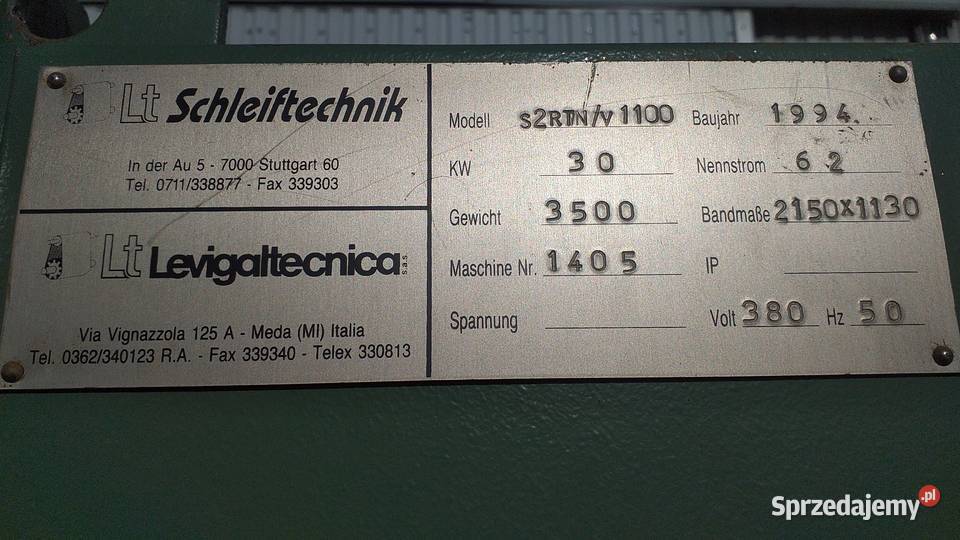 Lt Schleiftechnik
In der Au 5 - 7000 Stuttgart 60
Tel. 0711/338877 - Fax 339303
Lt Levigaltecnica s.a.s.
Via Vignazzola 125 A - Meda (MI) Italia
Tel. 0362/340123 R.A. - Fax 339340 - Telex 330813
Modell S2RTN/V 1100 Baujahr 1994.
KW 30 Nennstrom 62
Gewicht 3500 Bandmaße 2150X1130
Maschine Nr. 1405 IP
Spannung Volt 380 Hz 50
Sprzedajemy.pl